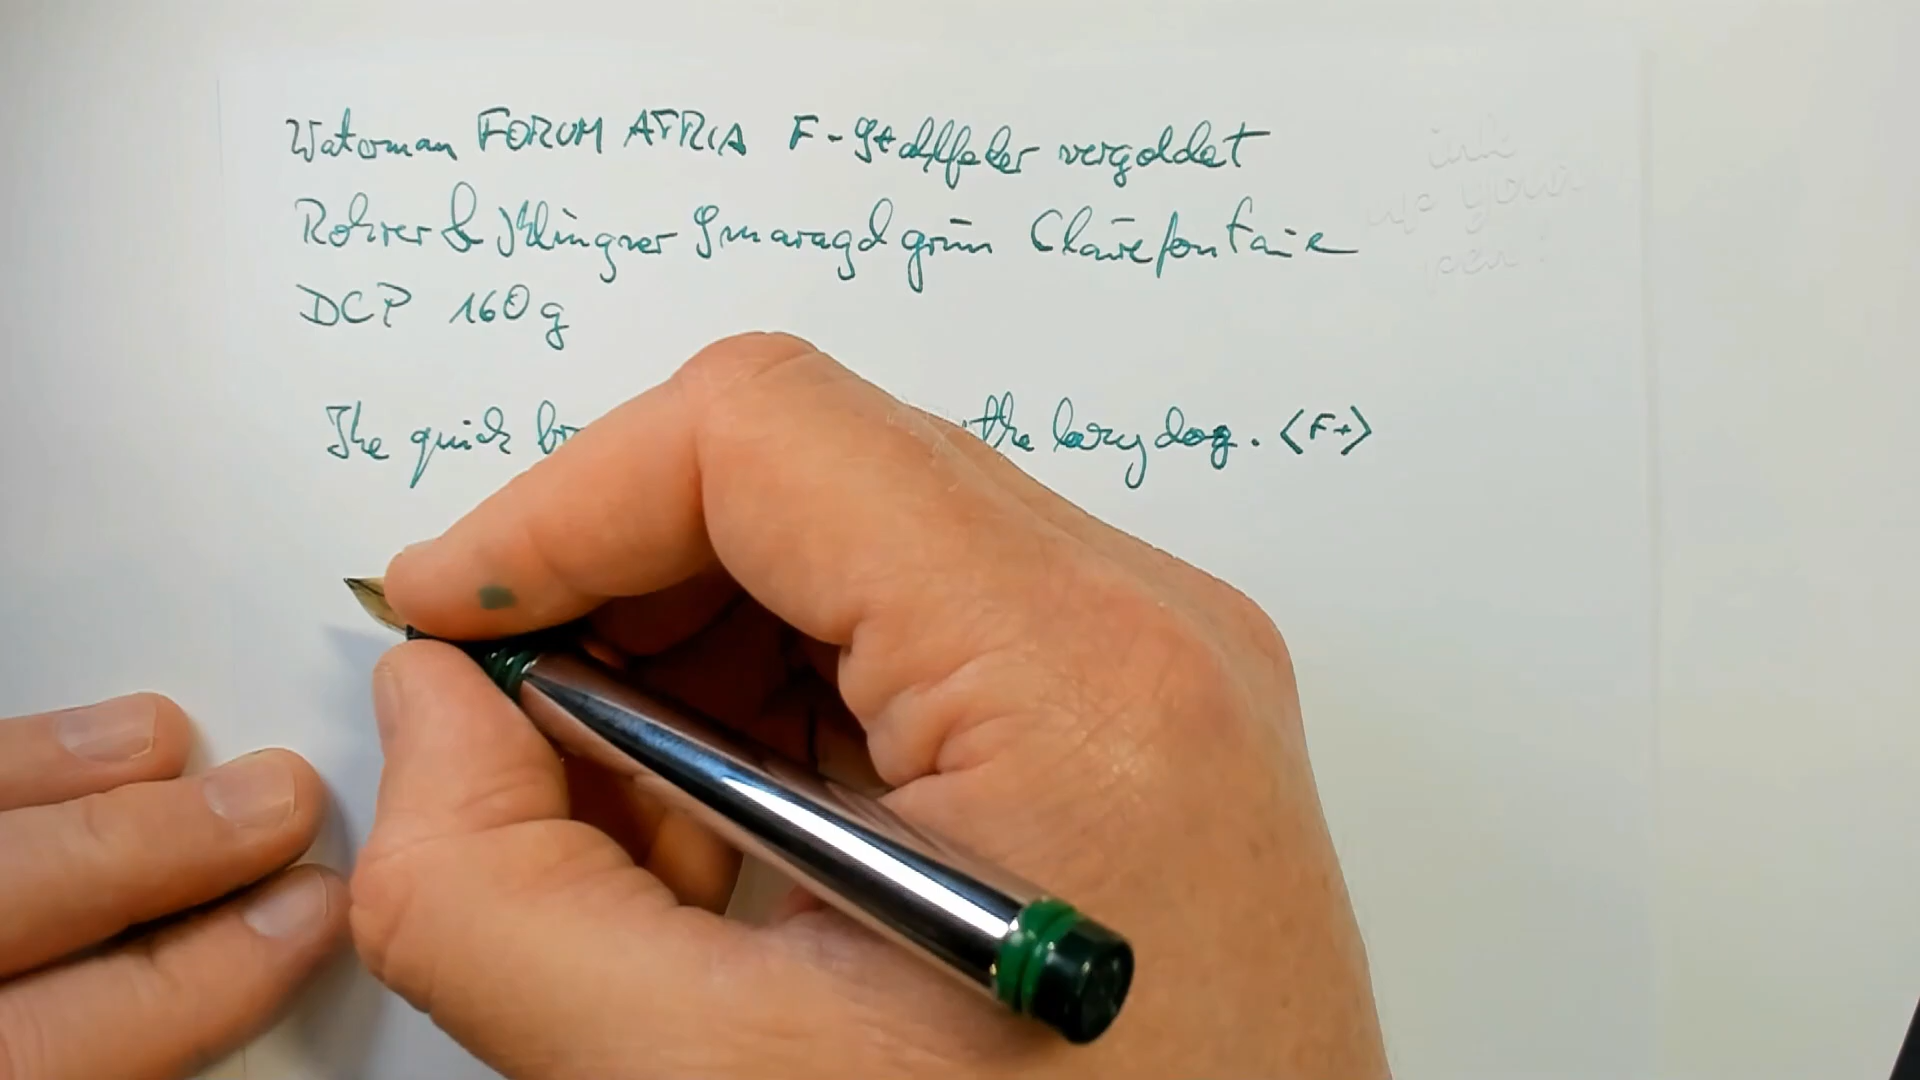 Waterman FORUM ATRIA F-Stahlfeder vergoldet
Rohrer & Klingner Smaragdgrün Clairefontaine
DCP 160g
The quick the lazy dog. <F+>
ink
up your
pen!